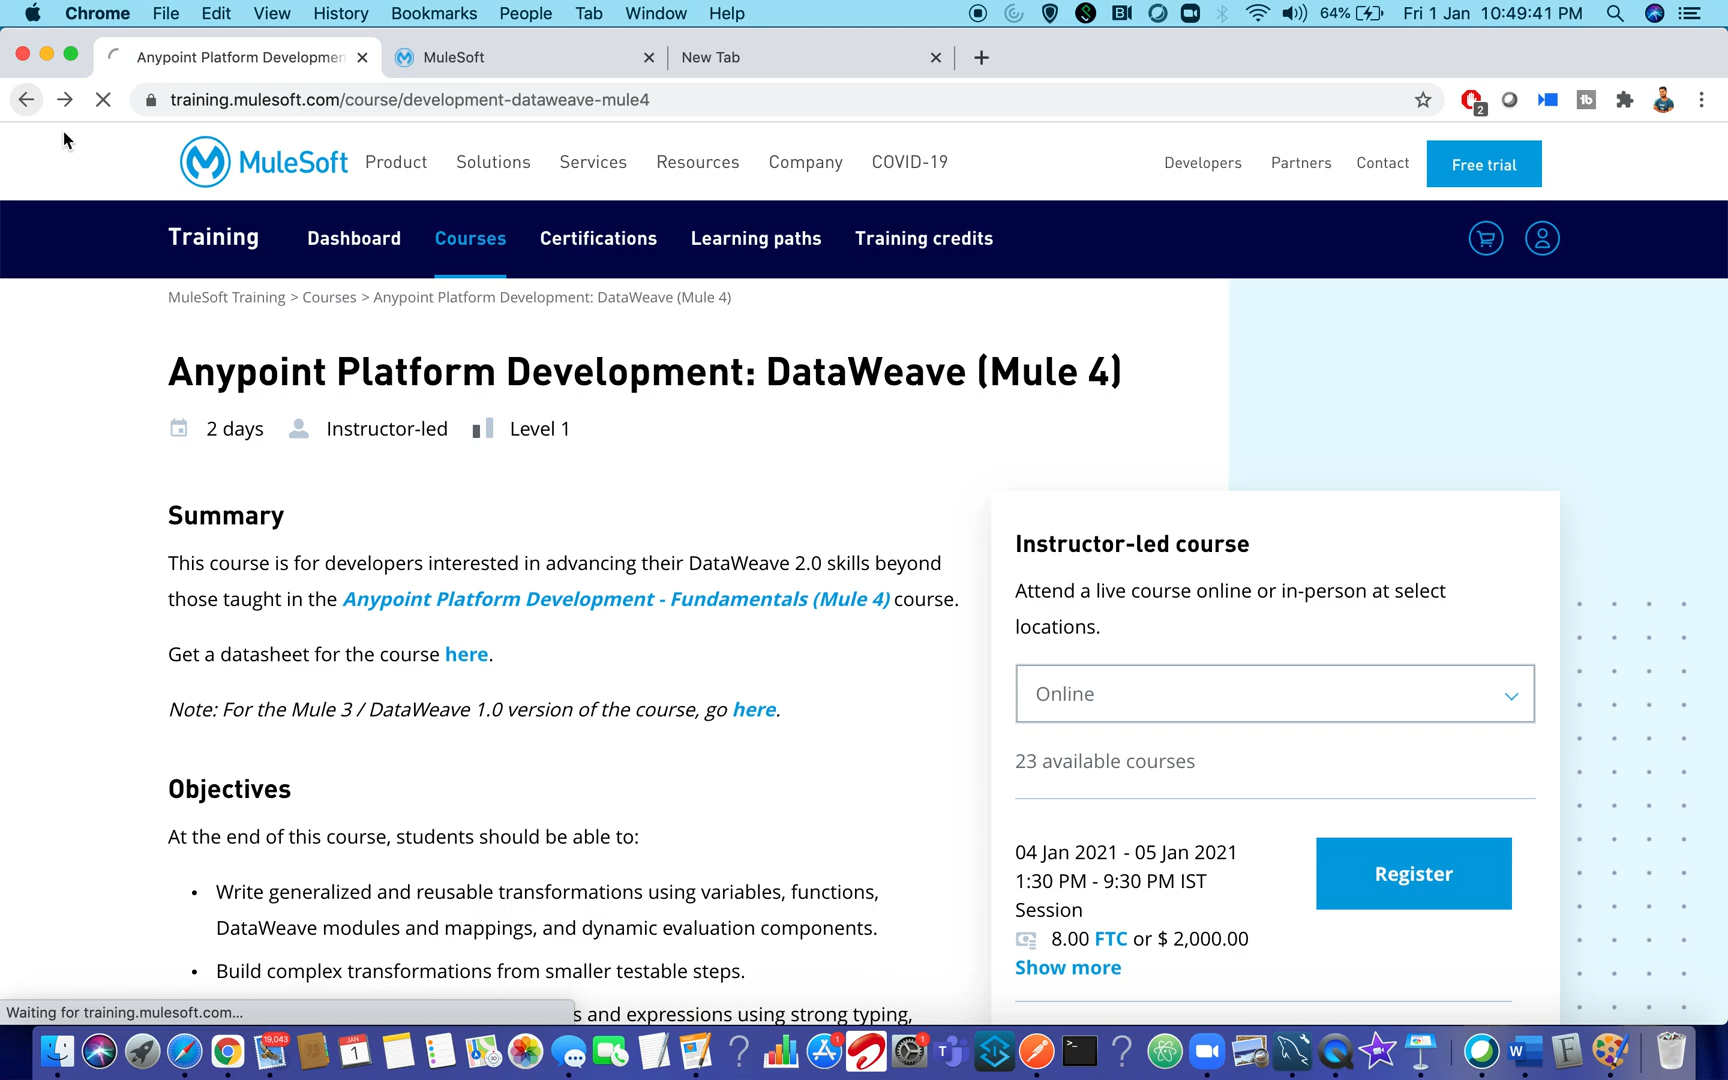 Chrome File Edit View History Bookmarks People Tab Window Help 64% Fri 1 Jan 10:49:41 PM
Anypoint Platform Developmen MuleSoft New Tab
training.mulesoft.com/course/development-dataweave-mule4
2
MuleSoft Product Solutions Services Resources Company COVID-19 Developers Partners Contact Free trial
Training Dashboard Courses Certifications Learning paths Training credits
MuleSoft Training > Courses > Anypoint Platform Development: DataWeave (Mule 4)
Anypoint Platform Development: DataWeave (Mule 4)
2 days Instructor-led Level 1
Summary
This course is for developers interested in advancing their DataWeave 2.0 skills beyond
those taught in the Anypoint Platform Development - Fundamentals (Mule 4) course.
Get a datasheet for the course here.
Note: For the Mule 3 / DataWeave 1.0 version of the course, go here.
Objectives
At the end of this course, students should be able to:
• Write generalized and reusable transformations using variables, functions,
DataWeave modules and mappings, and dynamic evaluation components.
• Build complex transformations from smaller testable steps.
s and expressions using strong typing,
Instructor-led course
Attend a live course online or in-person at select
locations.
Online
23 available courses
04 Jan 2021 - 05 Jan 2021
1:30 PM - 9:30 PM IST
Session
8.00 FTC or $ 2,000.00
Show more
Register
Waiting for training.mulesoft.com...
19,043
JAN
1
1
1